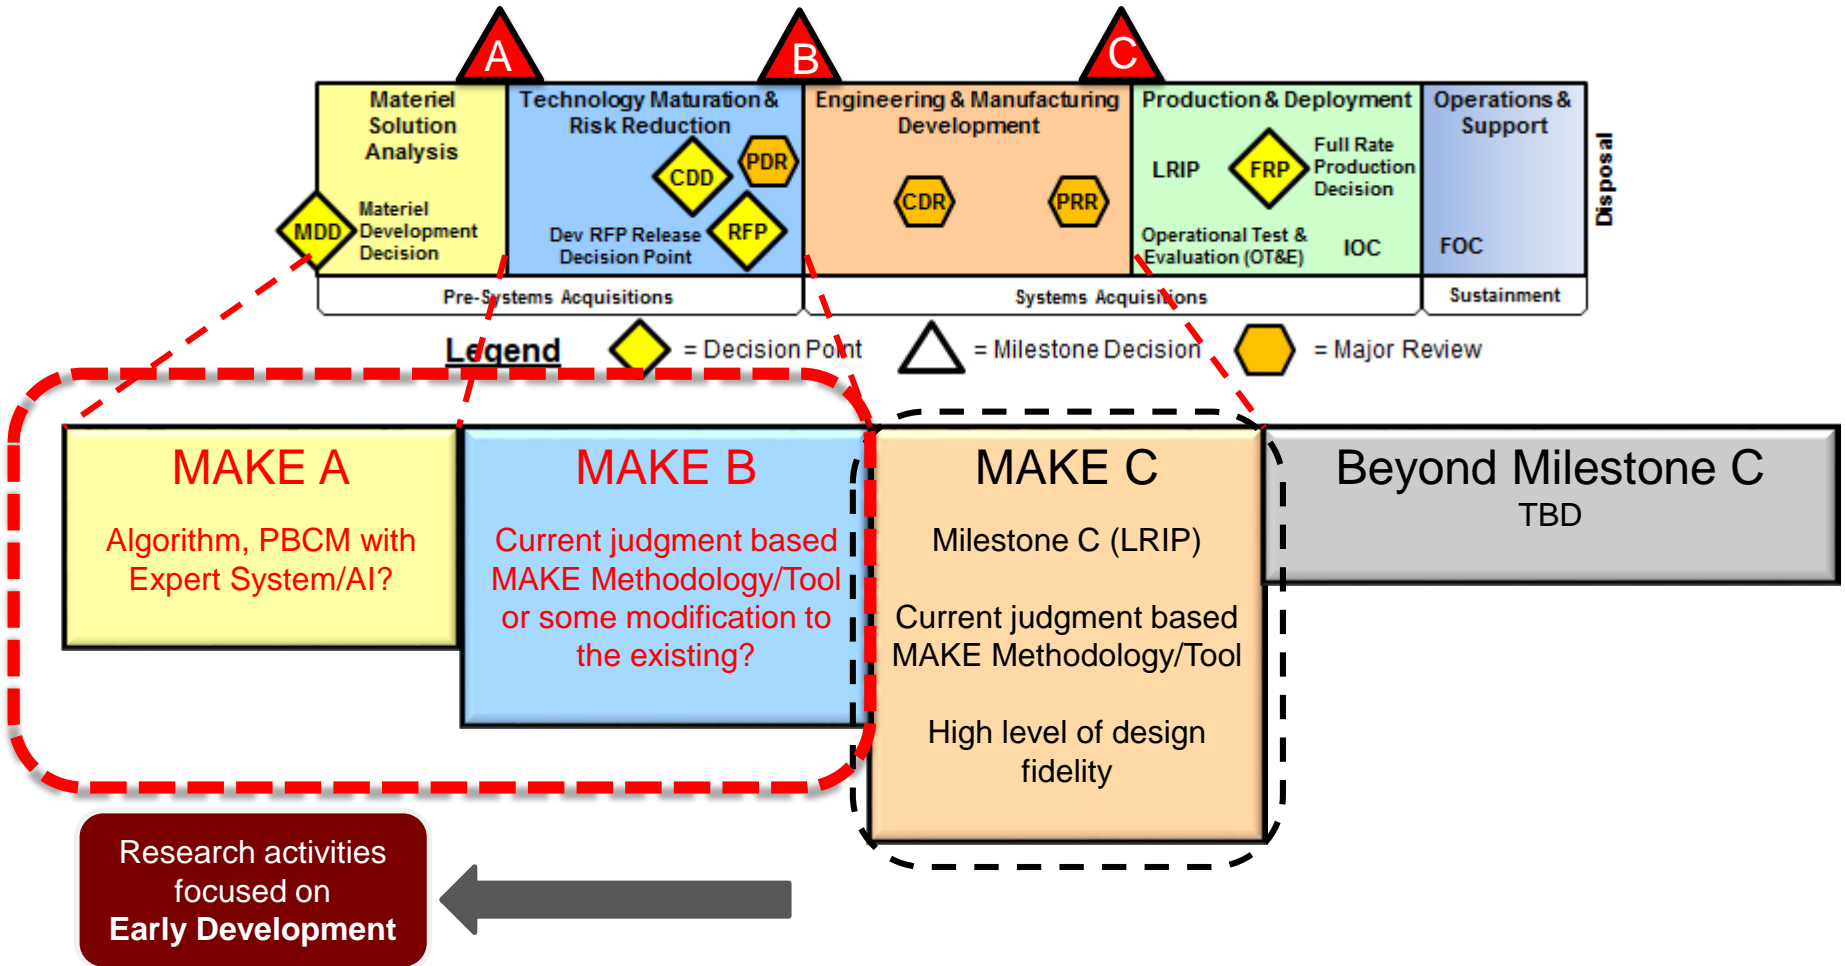 A
B
C
Materiel
Solution
Analysis
MDD
Materiel
Development
Decision
Technology Maturation &
Risk Reduction
CDD
PDR
Dev RFP Release
Decision Point
RFP
Engineering & Manufacturing
Development
CDR
PRR
Production & Deployment
LRIP
FRP
Full Rate
Production
Decision
Operational Test &
Evaluation (OT&E)
IOC
Operations &
Support
FOC
Disposal
Pre-Systems Acquisitions
Systems Acquisitions
Sustainment
Legend
= Decision Point
= Milestone Decision
= Major Review
MAKE A
Algorithm, PBCM with
Expert System/AI?
MAKE B
Current judgment based
MAKE Methodology/Tool
or some modification to
the existing?
MAKE C
Milestone C (LRIP)
Current judgment based
MAKE Methodology/Tool
High level of design
fidelity
Beyond Milestone C
TBD
Research activities
focused on
Early Development